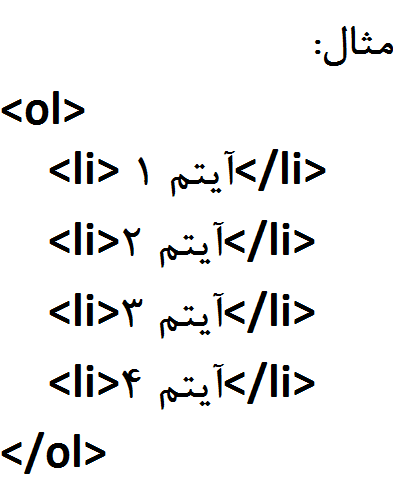 مثال:
<ol>
<li> آیتم ۱</li>
<li>آیتم ۲</li>
<li>آیتم ۳</li>
<li>آیتم ۴</li>
</ol>